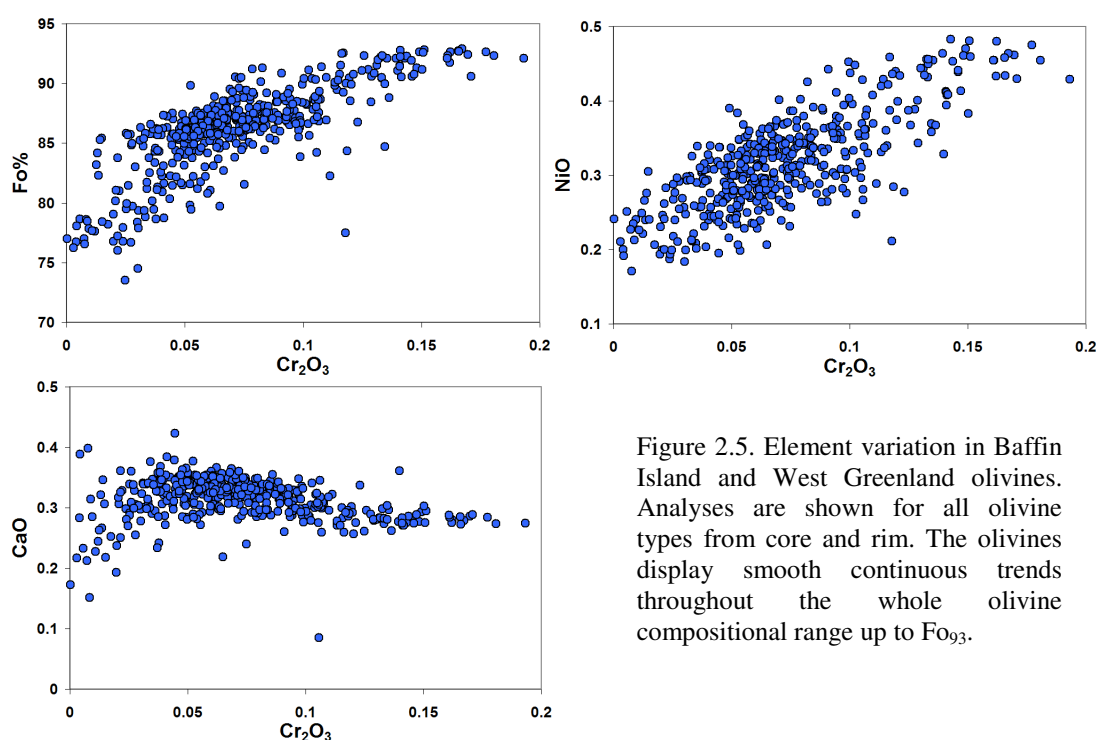 95
90
85
80
75
70
Fo%
0
0.05
0.1
0.15
0.2
Cr₂O₃
0.5
0.4
0.3
0.2
0.1
NiO
0
0.05
0.1
0.15
0.2
Cr₂O₃
0.5
0.4
0.3
0.2
0.1
0
CaO
0
0.05
0.1
0.15
0.2
Cr₂O₃
Figure 2.5. Element variation in Baffin
Island and West Greenland olivines.
Analyses are shown for all olivine
types from core and rim. The olivines
display smooth continuous trends
throughout the whole olivine
compositional range up to Fo₉₃.